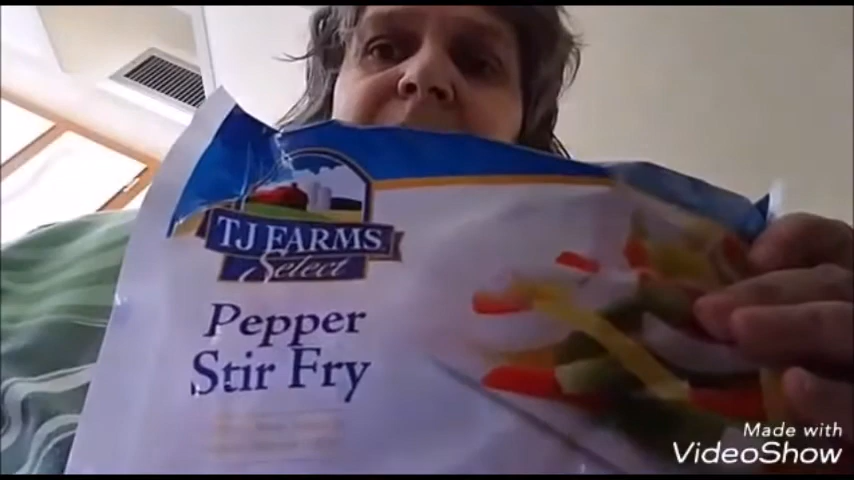 TJ FARMS
Select
Pepper
Stir Fry
Made with
VideoShow